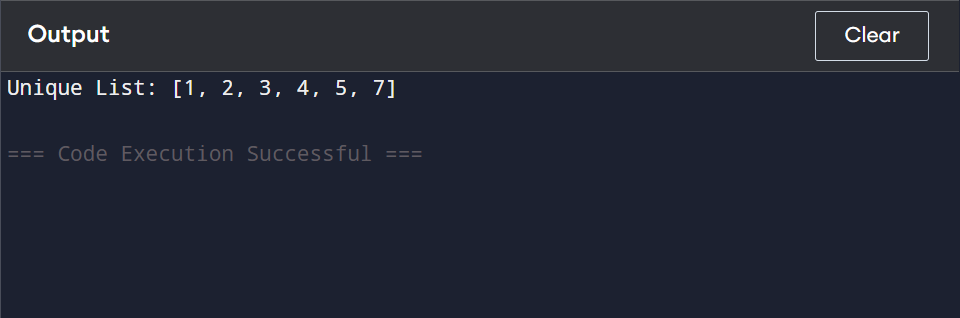 Output
Clear
Unique List: [1, 2, 3, 4, 5, 7]
=== Code Execution Successful ===